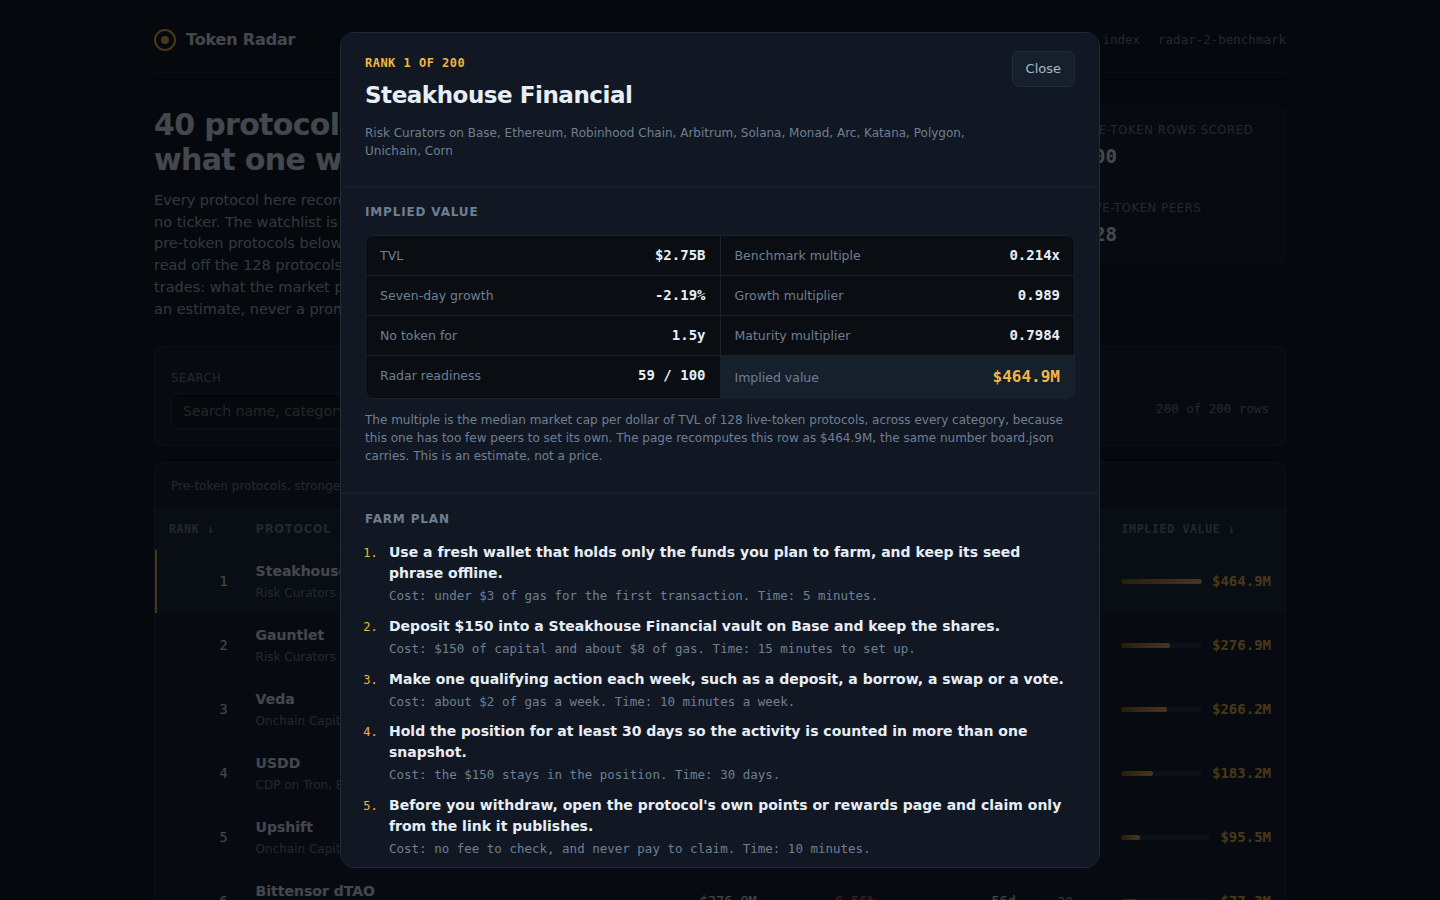 Token Radar
index radar-2-benchmark
RANK 1 OF 200
Close
Steakhouse Financial
Risk Curators on Base, Ethereum, Robinhood Chain, Arbitrum, Solana, Monad, Arc, Katana, Polygon,
Unichain, Corn
40 protocol
what one w
Every protocol here recor
no ticker. The watchlist is
pre-token protocols below
read off the 128 protocols
trades: what the market p
an estimate, never a pron
E-TOKEN ROWS SCORED
00
VE-TOKEN PEERS
28
IMPLIED VALUE
TVL $2.75B Benchmark multiple 0.214x
Seven-day growth -2.19% Growth multiplier 0.989
No token for 1.5y Maturity multiplier 0.7984
Radar readiness 59 / 100 Implied value $464.9M
The multiple is the median market cap per dollar of TVL of 128 live-token protocols, across every category, because
this one has too few peers to set its own. The page recomputes this row as $464.9M, the same number board.json
carries. This is an estimate, not a price.
SEARCH
Search name, category
200 of 200 rows
Pre-token protocols, stronge
RANK ↓ PROTOCOL IMPLIED VALUE ↓
1 Steakhouse $464.9M
Risk Curators
2 Gauntlet $276.9M
Risk Curators
3 Veda $266.2M
Onchain Capit
4 USDD $183.2M
CDP on Tron, E
5 Upshift $95.5M
Onchain Capit
Bittensor dTAO
FARM PLAN
1. Use a fresh wallet that holds only the funds you plan to farm, and keep its seed
phrase offline.
Cost: under $3 of gas for the first transaction. Time: 5 minutes.
2. Deposit $150 into a Steakhouse Financial vault on Base and keep the shares.
Cost: $150 of capital and about $8 of gas. Time: 15 minutes to set up.
3. Make one qualifying action each week, such as a deposit, a borrow, a swap or a vote.
Cost: about $2 of gas a week. Time: 10 minutes a week.
4. Hold the position for at least 30 days so the activity is counted in more than one
snapshot.
Cost: the $150 stays in the position. Time: 30 days.
5. Before you withdraw, open the protocol's own points or rewards page and claim only
from the link it publishes.
Cost: no fee to check, and never pay to claim. Time: 10 minutes.